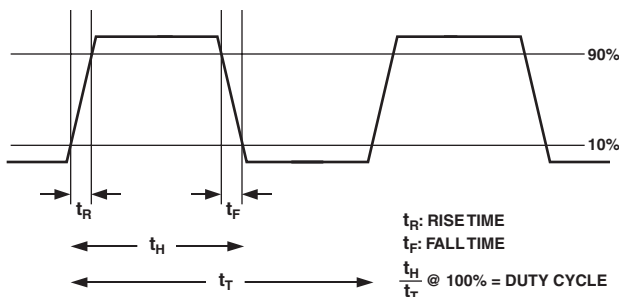 90%
10%
tR
tF
tR: RISE TIME
tF: FALL TIME
tH
tH
tT
@ 100% = DUTY CYCLE
tT